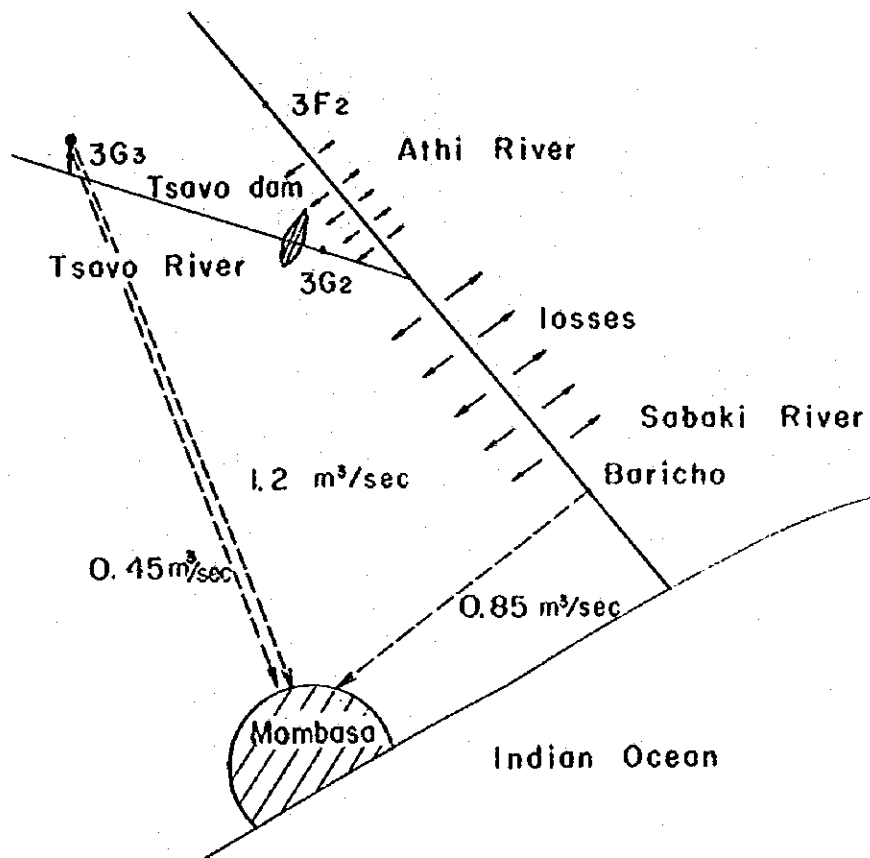 3F2
Athi River
3G3
Tsavo dam
Tsavo River
3G2
losses
Sabaki River
1.2 m³/sec
Baricho
0.45 m³/sec
0.85 m³/sec
Mombasa
Indian Ocean